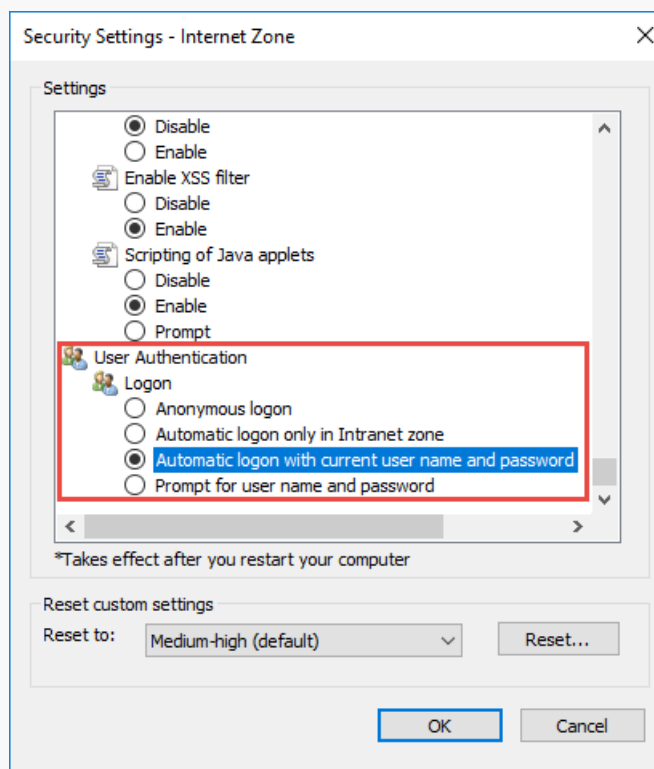 Security Settings - Internet Zone
Settings
Disable
Enable
Enable XSS filter
Disable
Enable
Scripting of Java applets
Disable
Enable
Prompt
User Authentication
Logon
Anonymous logon
Automatic logon only in Intranet zone
Automatic logon with current user name and password
Prompt for user name and password
*Takes effect after you restart your computer
Reset custom settings
Reset to: Medium-high (default) Reset...
OK Cancel